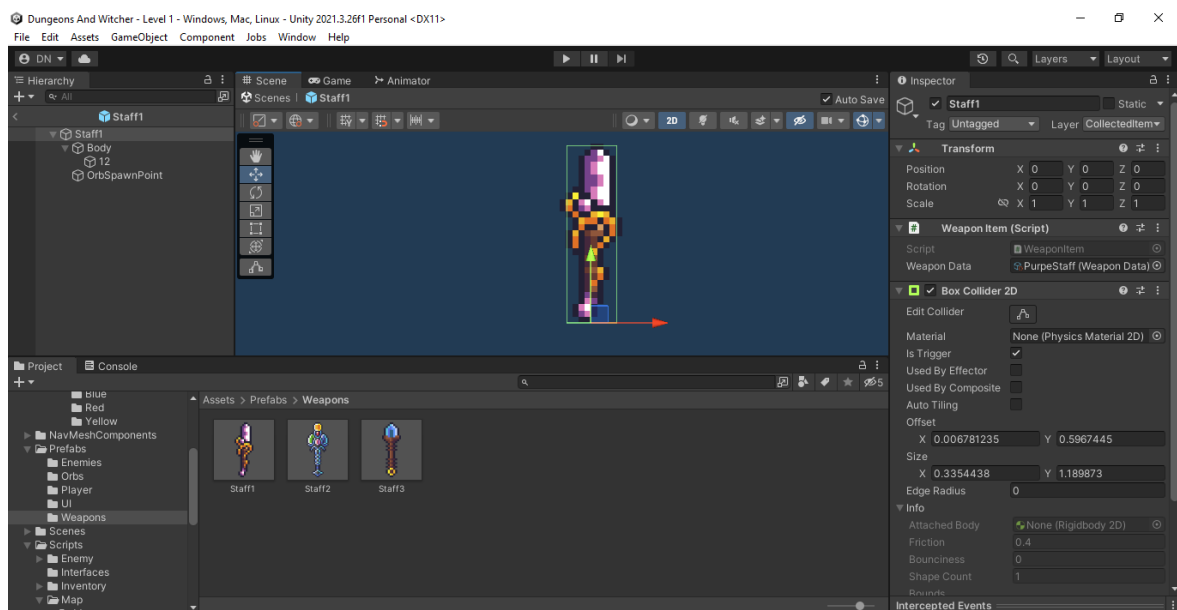 Dungeons And Witcher - Level 1 - Windows, Mac, Linux - Unity 2021.3.26f1 Personal <DX11>
File Edit Assets GameObject Component Jobs Window Help
DN
Layers Layout
Hierarchy
All
Staff1
Staff1
Body
12
OrbSpawnPoint
Scene Game Animator
Scenes Staff1 Auto Save
2D
Inspector
Staff1 Static
Tag Untagged Layer CollectedItem
Transform
Position X 0 Y 0 Z 0
Rotation X 0 Y 0 Z 0
Scale X 1 Y 1 Z 1
Weapon Item (Script)
Script WeaponItem
Weapon Data PurpeStaff (Weapon Data)
Box Collider 2D
Edit Collider
Material None (Physics Material 2D)
Is Trigger
Used By Effector
Used By Composite
Auto Tiling
Offset
X 0.006781235 Y 0.5967445
Size
X 0.3354438 Y 1.189873
Edge Radius 0
Info
Attached Body None (Rigidbody 2D)
Friction 0.4
Bounciness 0
Shape Count 1
Bounds
Intercepted Events
Project Console
5
Blue
Red
Yellow
NavMeshComponents
Prefabs
Enemies
Orbs
Player
UI
Weapons
Scenes
Scripts
Enemy
Interfaces
Inventory
Map
Assets > Prefabs > Weapons
Staff1 Staff2 Staff3